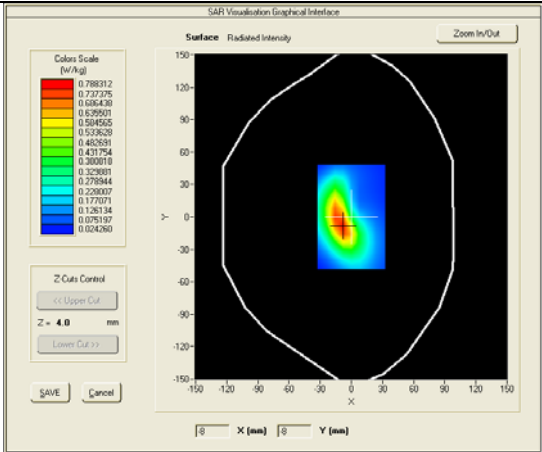 SAR Visualisation Graphical Interface
Surface Radiated Intensity
Zoom In/Out
Colors Scale
(W/kg)
0.788312
0.737375
0.686438
0.635501
0.584565
0.533628
0.482691
0.431754
0.380818
0.329881
0.278944
0.228007
0.177071
0.126134
0.075197
0.024260
Z-Cuts Control
<< Upper Cut
Z = 4.0 mm
Lower Cut >>
SAVE Cancel
150-
120-
90-
60-
30-
0-
-30-
-60-
-90-
-120-
-150-
Y
-150 -120 -90 -60 -30 0 30 60 90 120 150
X
-8 X (mm) -8 Y (mm)